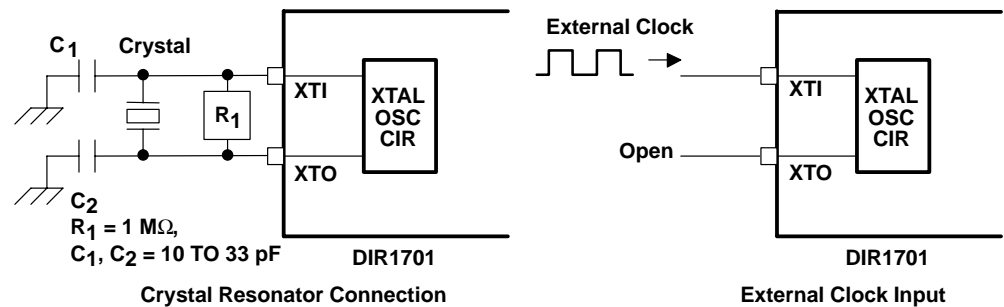 C1
Crystal
R1
XTI
XTO
XTAL
OSC
CIR
C2
R1 = 1 MΩ,
C1, C2 = 10 TO 33 pF
DIR1701
Crystal Resonator Connection
External Clock
Open
XTI
XTO
XTAL
OSC
CIR
DIR1701
External Clock Input